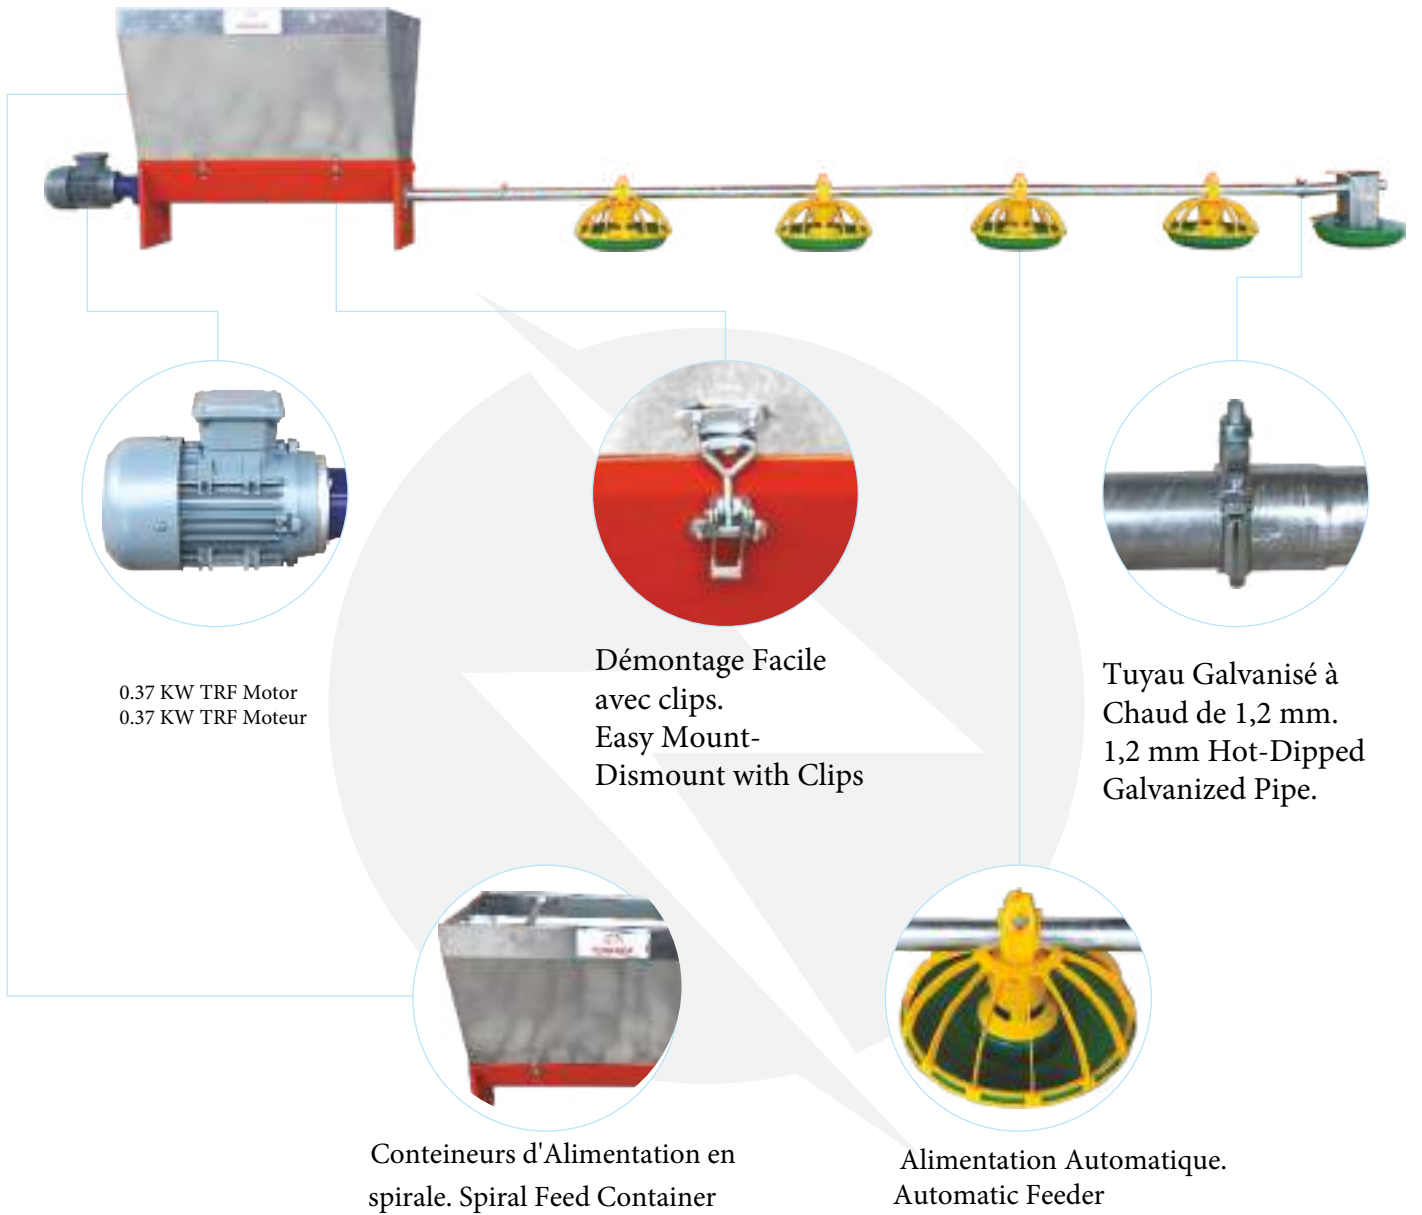 0.37 KW TRF Motor
0.37 KW TRF Moteur
Démontage Facile
avec clips.
Easy Mount-
Dismount with Clips
Tuyau Galvanisé à
Chaud de 1,2 mm.
1,2 mm Hot-Dipped
Galvanized Pipe.
Conteineurs d'Alimentation en
spirale. Spiral Feed Container
Alimentation Automatique.
Automatic Feeder